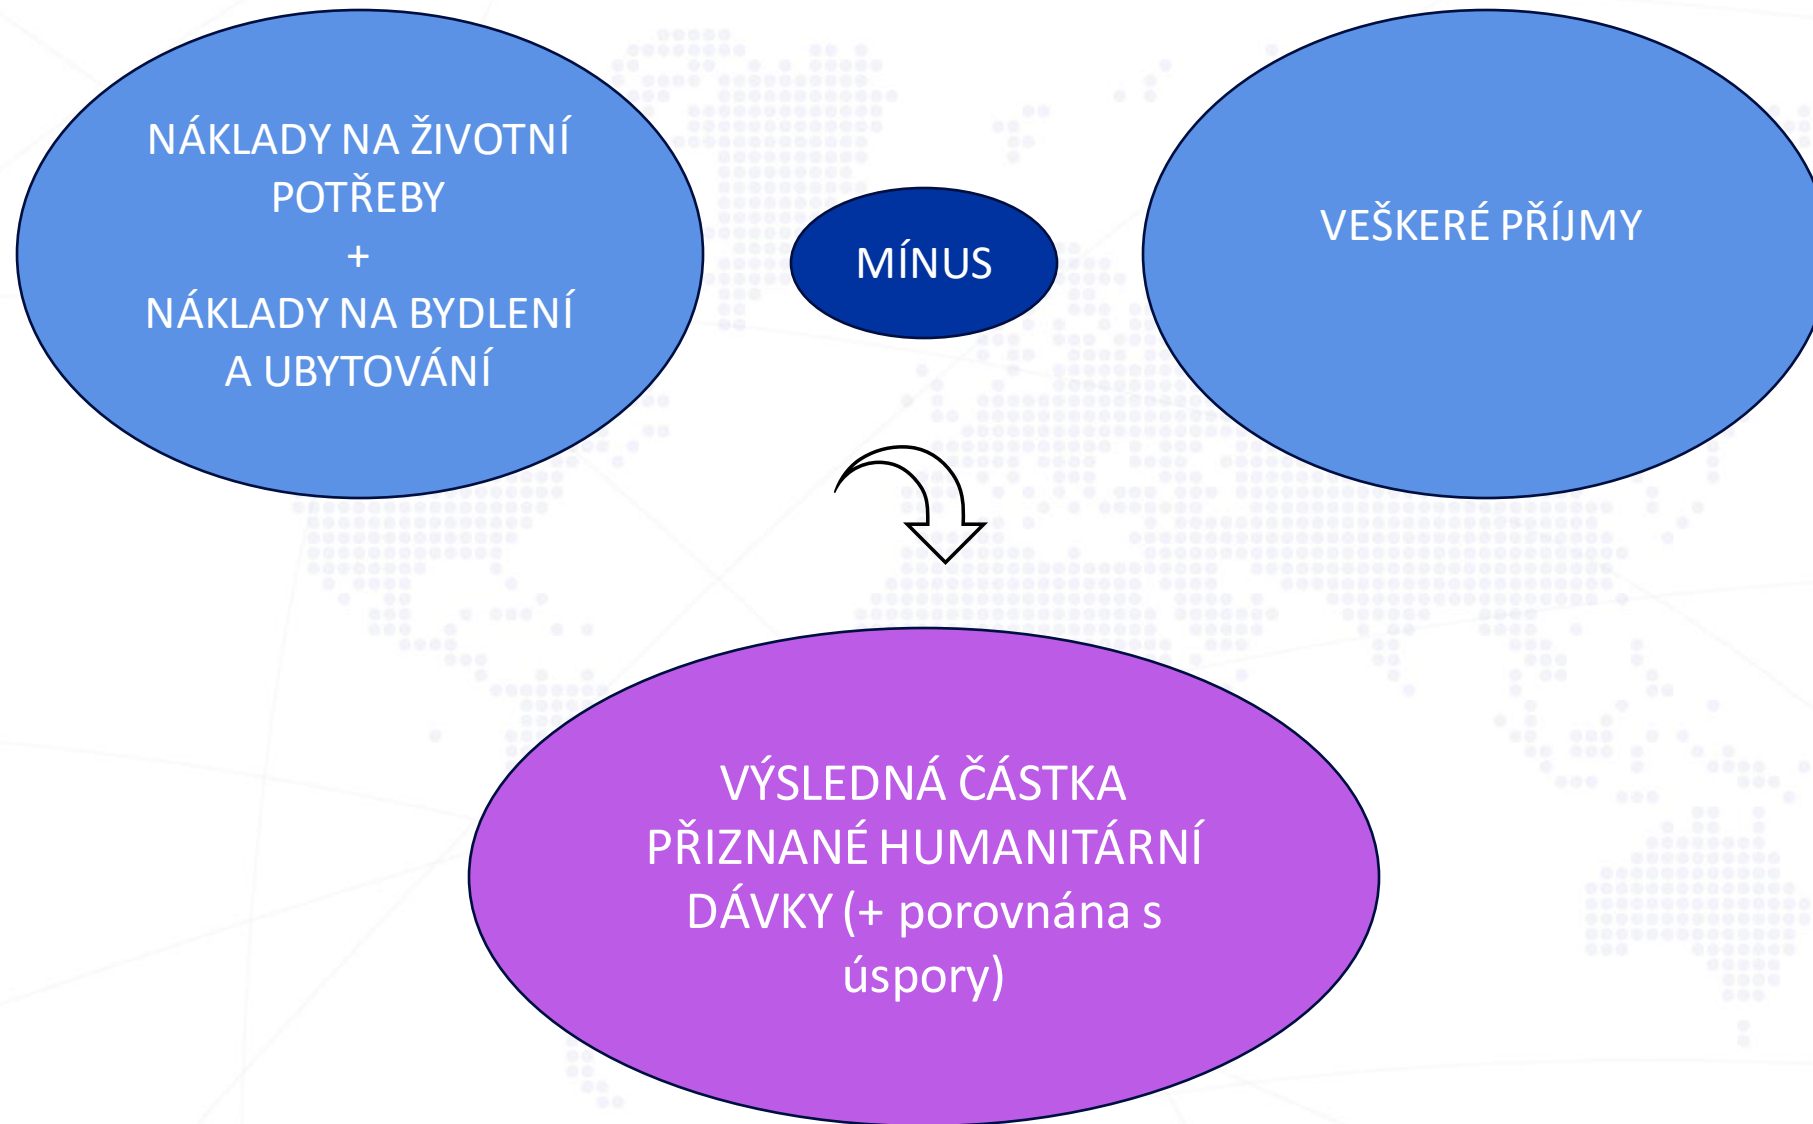 NÁKLADY NA ŽIVOTNÍ
POTŘEBY
+
NÁKLADY NA BYDLENÍ
A UBYTOVÁNÍ
MÍNUS
VEŠKERÉ PŘÍJMY
VÝSLEDNÁ ČÁSTKA
PŘIZNANÉ HUMANITÁRNÍ
DÁVKY (+ porovnána s
úspory)